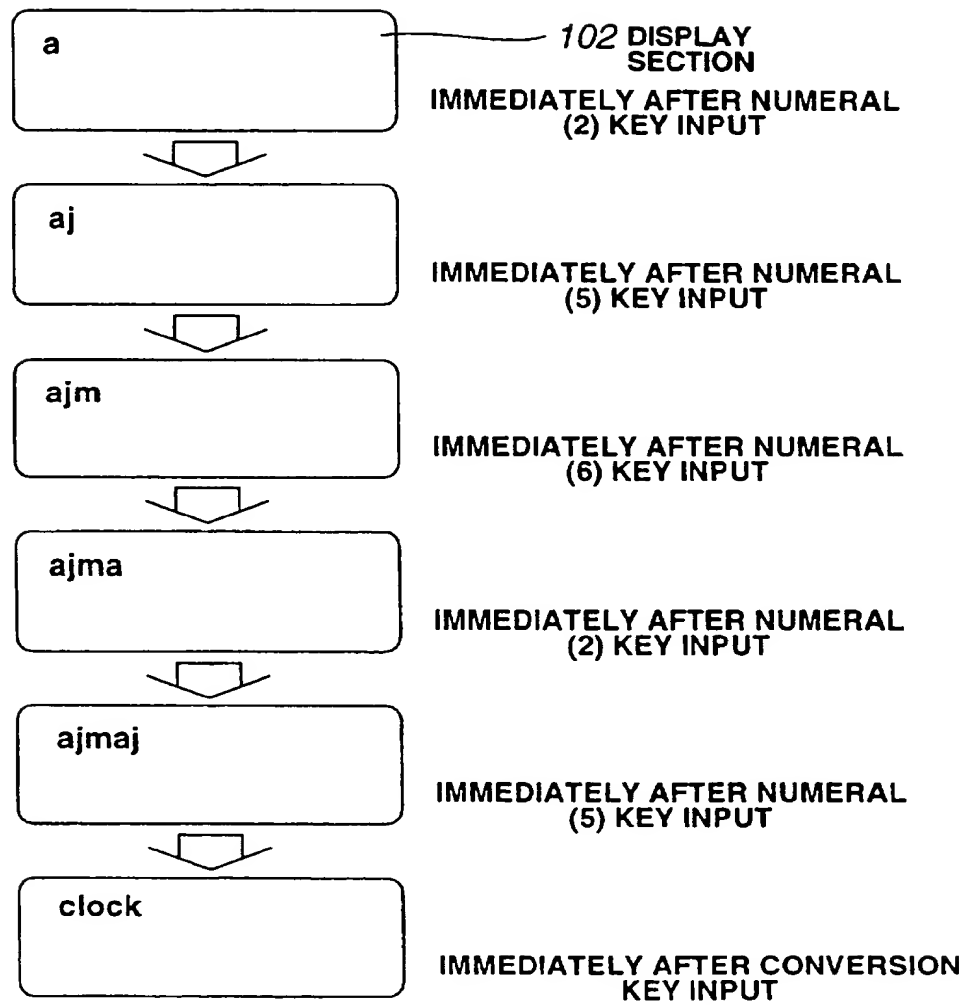 a
102 DISPLAY
SECTION
IMMEDIATELY AFTER NUMERAL
(2) KEY INPUT
aj
IMMEDIATELY AFTER NUMERAL
(5) KEY INPUT
ajm
IMMEDIATELY AFTER NUMERAL
(6) KEY INPUT
ajma
IMMEDIATELY AFTER NUMERAL
(2) KEY INPUT
ajmaj
IMMEDIATELY AFTER NUMERAL
(5) KEY INPUT
clock
IMMEDIATELY AFTER CONVERSION
KEY INPUT